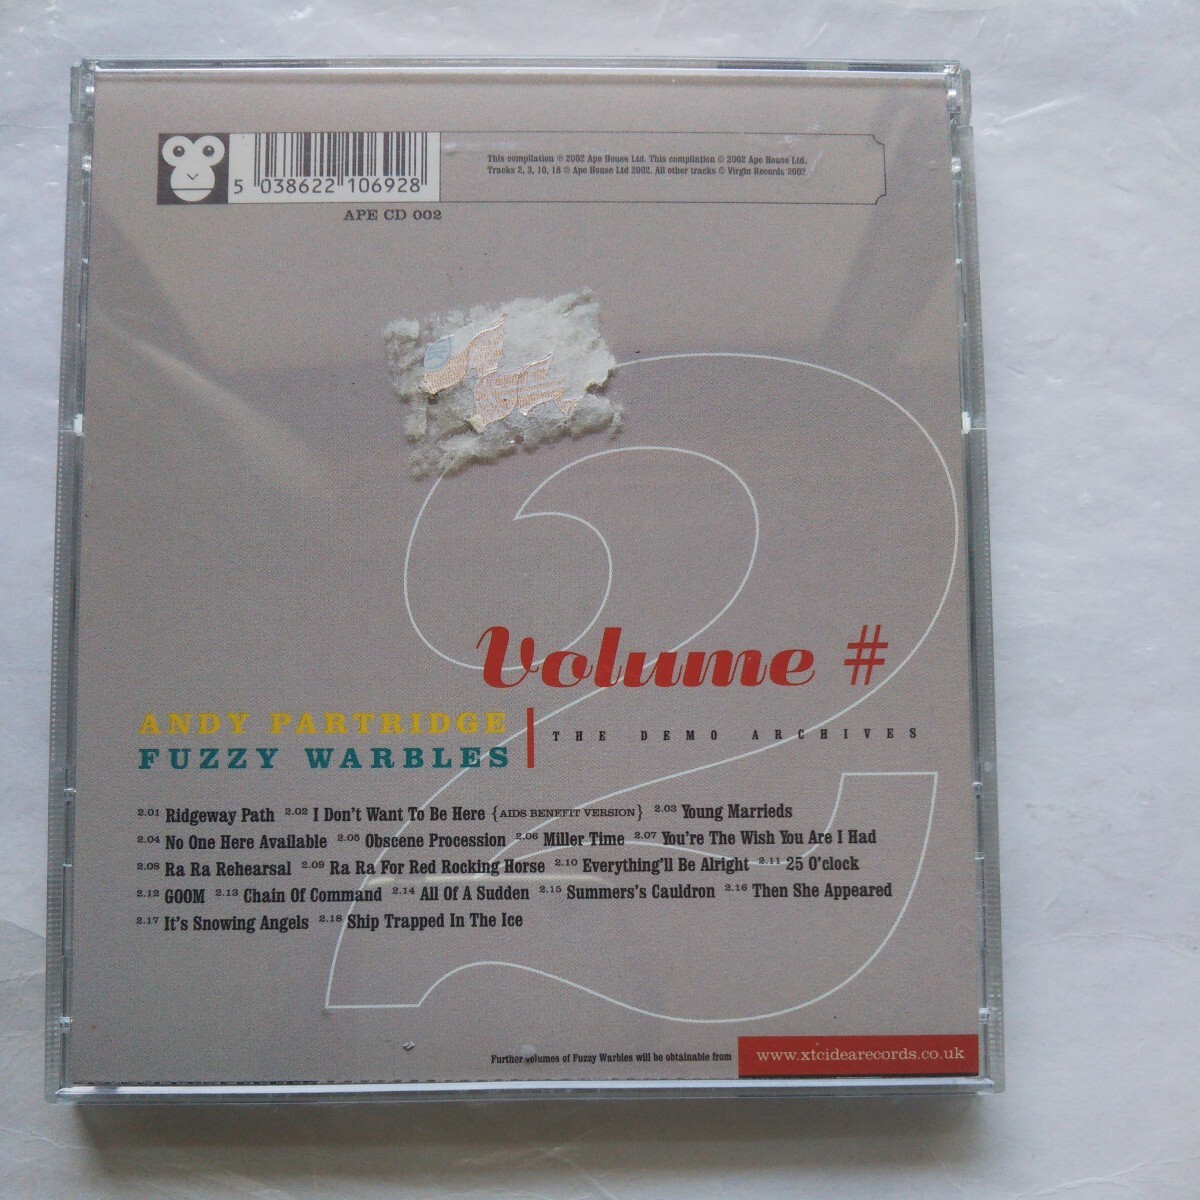 This compilation ℗ 2002 Ape House Ltd. This compilation © 2002 Ape House Ltd.
Tracks 2, 3, 10, 18 © Ape House Ltd 2002. All other tracks © Virgin Records 2002.
5 038622 106928
APE CD 002
2
Volume #
ANDY PARTRIDGE
FUZZY WARBLES
THE DEMO ARCHIVES
2.01 Ridgeway Path 2.02 I Don't Want To Be Here {AIDS BENEFIT VERSION} 2.03 Young Marrieds
2.04 No One Here Available 2.05 Obscene Procession 2.06 Miller Time 2.07 You're The Wish You Are I Had
2.08 Ra Ra Rehearsal 2.09 Ra Ra For Red Rocking Horse 2.10 Everything'll Be Alright 2.11 25 O'clock
2.12 GOOM 2.13 Chain Of Command 2.14 All Of A Sudden 2.15 Summers's Cauldron 2.16 Then She Appeared
2.17 It's Snowing Angels 2.18 Ship Trapped In The Ice
Further volumes of Fuzzy Warbles will be obtainable from
www.xtcidearecords.co.uk